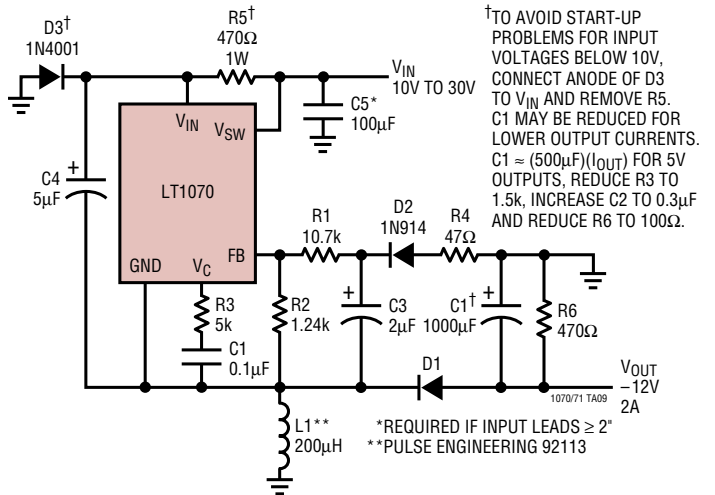 D3†
1N4001
R5†
470Ω
1W
VIN
10V TO 30V
C5*
100µF
†TO AVOID START-UP
PROBLEMS FOR INPUT
VOLTAGES BELOW 10V,
CONNECT ANODE OF D3
TO VIN AND REMOVE R5.
C1 MAY BE REDUCED FOR
LOWER OUTPUT CURRENTS.
C1 ≈ (500µF)(IOUT) FOR 5V
OUTPUTS, REDUCE R3 TO
1.5k, INCREASE C2 TO 0.3µF
AND REDUCE R6 TO 100Ω.
VIN
VSW
LT1070
GND
VC
FB
+
C4
5µF
R1
10.7k
D2
1N914
R4
47Ω
R3
5k
C1
0.1µF
R2
1.24k
+
C3
2µF
+
C1†
1000µF
R6
470Ω
D1
VOUT
–12V
2A
1070/71 TA09
L1**
200µH
*REQUIRED IF INPUT LEADS ≥ 2"
**PULSE ENGINEERING 92113